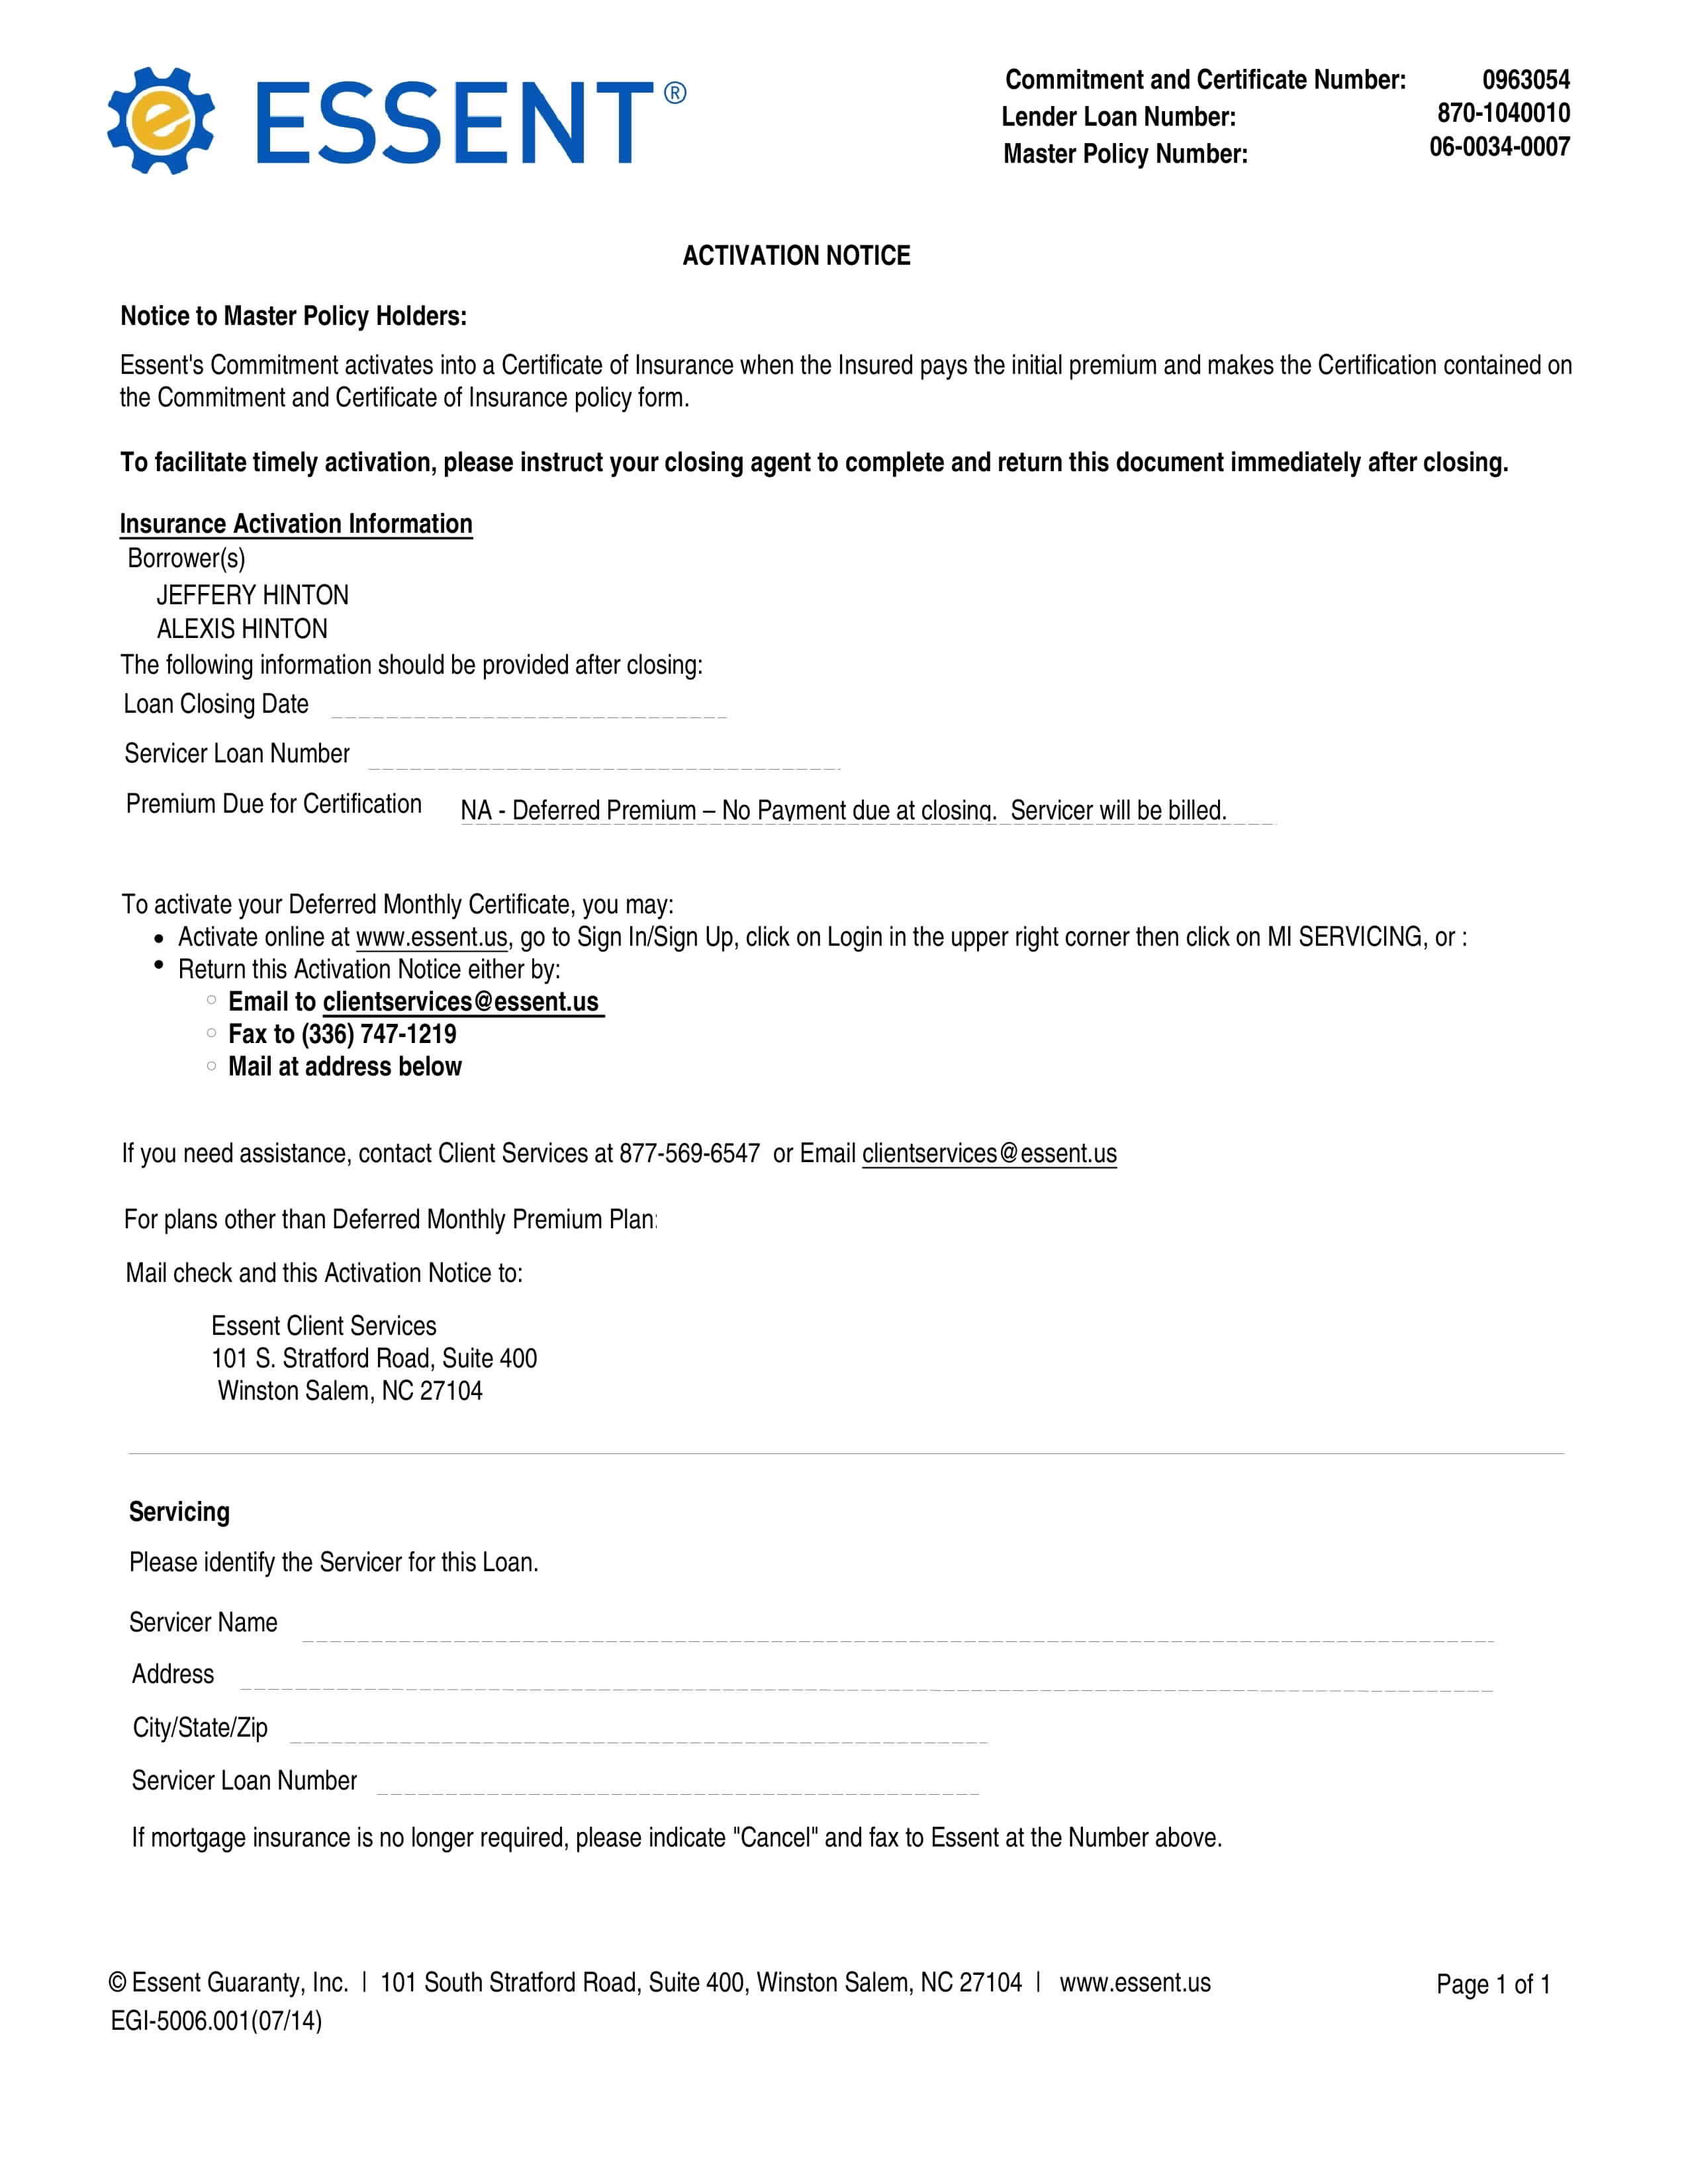 ESSENT®
Commitment and Certificate Number: 0963054
Lender Loan Number: 870-1040010
Master Policy Number: 06-0034-0007
ACTIVATION NOTICE
Notice to Master Policy Holders:
Essent's Commitment activates into a Certificate of Insurance when the Insured pays the initial premium and makes the Certification contained on
the Commitment and Certificate of Insurance policy form.
To facilitate timely activation, please instruct your closing agent to complete and return this document immediately after closing.
Insurance Activation Information
Borrower(s)
JEFFERY HINTON
ALEXIS HINTON
The following information should be provided after closing:
Loan Closing Date
Servicer Loan Number
Premium Due for Certification NA - Deferred Premium – No Payment due at closing. Servicer will be billed.
To activate your Deferred Monthly Certificate, you may:
• Activate online at www.essent.us, go to Sign In/Sign Up, click on Login in the upper right corner then click on MI SERVICING, or :
• Return this Activation Notice either by:
○ Email to clientservices@essent.us
○ Fax to (336) 747-1219
○ Mail at address below
If you need assistance, contact Client Services at 877-569-6547 or Email clientservices@essent.us
For plans other than Deferred Monthly Premium Plan:
Mail check and this Activation Notice to:
Essent Client Services
101 S. Stratford Road, Suite 400
Winston Salem, NC 27104
Servicing
Please identify the Servicer for this Loan.
Servicer Name
Address
City/State/Zip
Servicer Loan Number
If mortgage insurance is no longer required, please indicate "Cancel" and fax to Essent at the Number above.
© Essent Guaranty, Inc. | 101 South Stratford Road, Suite 400, Winston Salem, NC 27104 | www.essent.us
Page 1 of 1
EGI-5006.001(07/14)